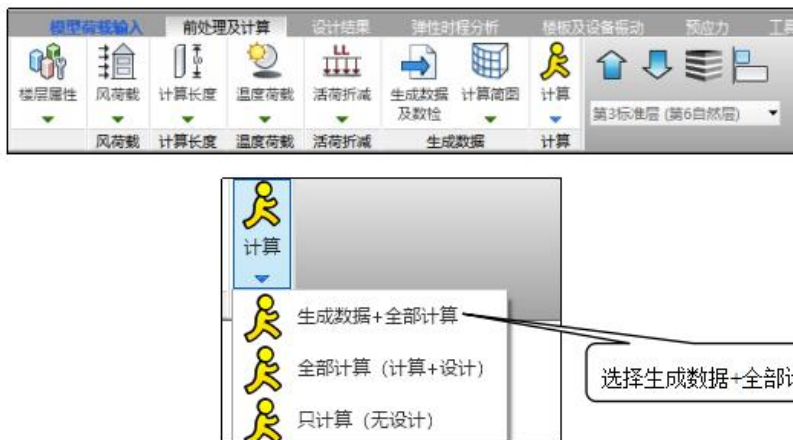 模型荷载输入 前处理及计算 设计结果 弹性时程分析 楼板及设备振动 预应力 工具
楼层属性 风荷载 计算长度 温度荷载 活荷折减 生成数据及数检 计算简图 计算
第3标准层 (第6自然层)
风荷载 计算长度 温度荷载 活荷折减 生成数据 计算
计算
生成数据+全部计算
全部计算（计算+设计）
选择生成数据+全部计
只计算（无设计）